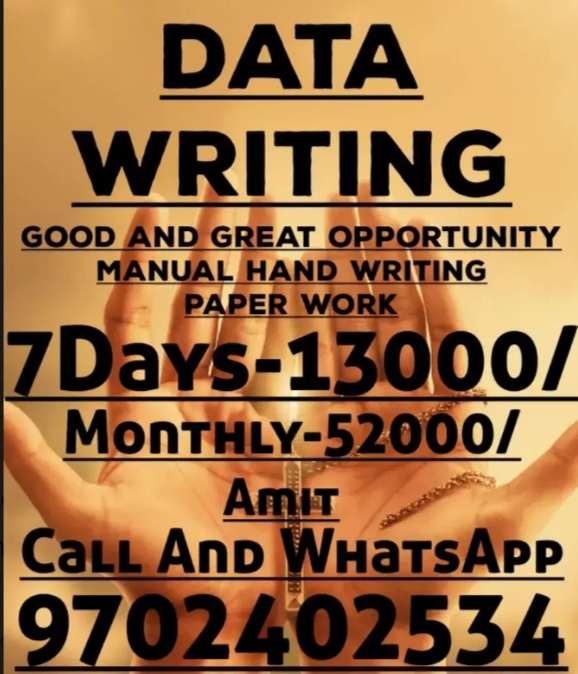 DATA
WRITING
GOOD AND GREAT OPPORTUNITY
MANUAL HAND WRITING
PAPER WORK
7DAYS-13000/
MONTHLY-52000/
AMIT
CALL AND WHATSAPP
9702402534